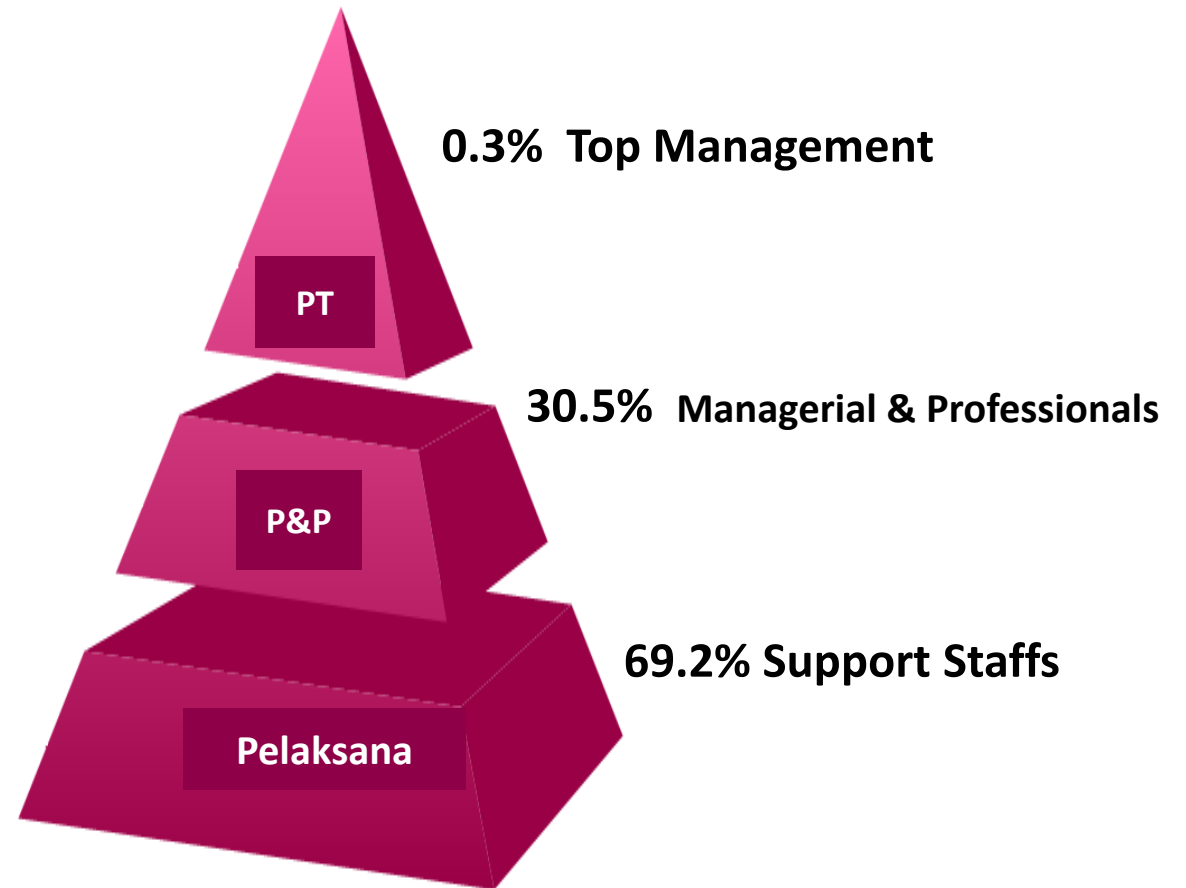 0.3% Top Management
PT
30.5% Managerial & Professionals
P&P
69.2% Support Staffs
Pelaksana